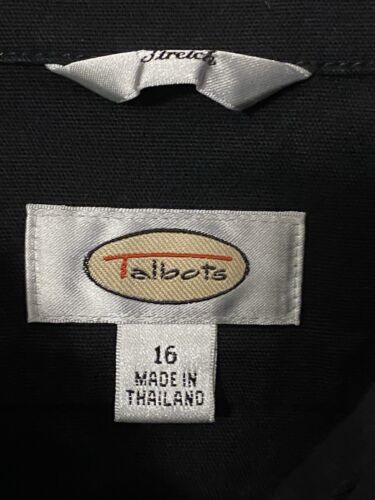 Stretch
Talbots
16
MADE IN
THAILAND